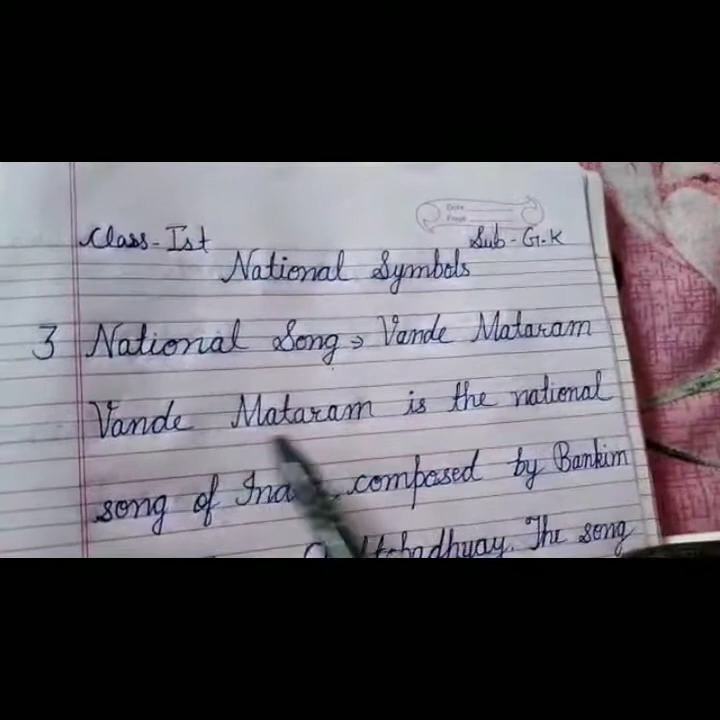 Date
Page
Class-Ist Sub-G.K
National Symbols
3 National Song → Vande Mataram
Vande Mataram is the national
song of composed by Bankim
The song